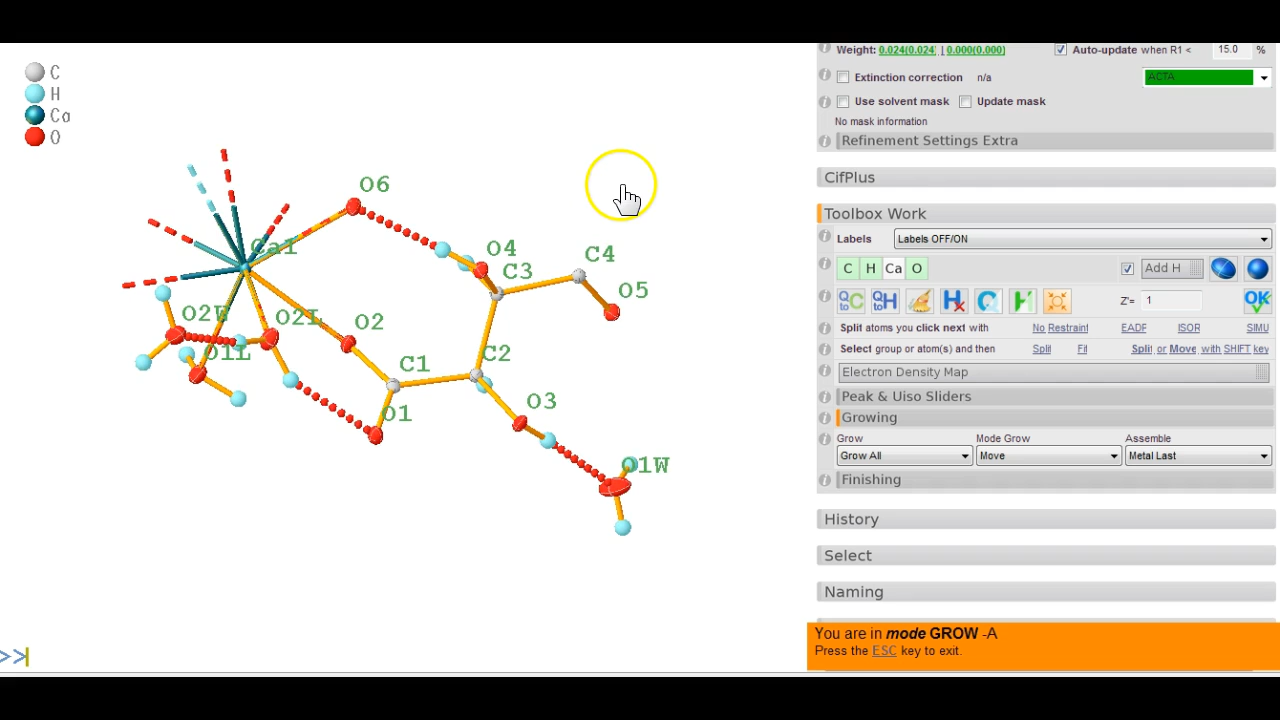 C
H
Ca
O
O6
Ca1
O4
C3
C4
O5
O2W
O2L
O2
O1L
C1
C2
O1
O3
O1W
>>
Weight: 0.024(0.024) | 0.000(0.000)
Auto-update when R1 < 15.0 %
Extinction correction n/a
ACTA
Use solvent mask Update mask
No mask information
Refinement Settings Extra
CifPlus
Toolbox Work
Labels Labels OFF/ON
C H Ca O Add H
Q to C Q to H Z'= 1 OK
Split atoms you click next with No Restraint EADP ISOR SIMU
Select group or atom(s) and then Split Fit Split or Move with SHIFT key
Electron Density Map
Peak & Uiso Sliders
Growing
Grow Mode Grow Assemble
Grow All Move Metal Last
Finishing
History
Select
Naming
You are in mode GROW -A
Press the ESC key to exit.